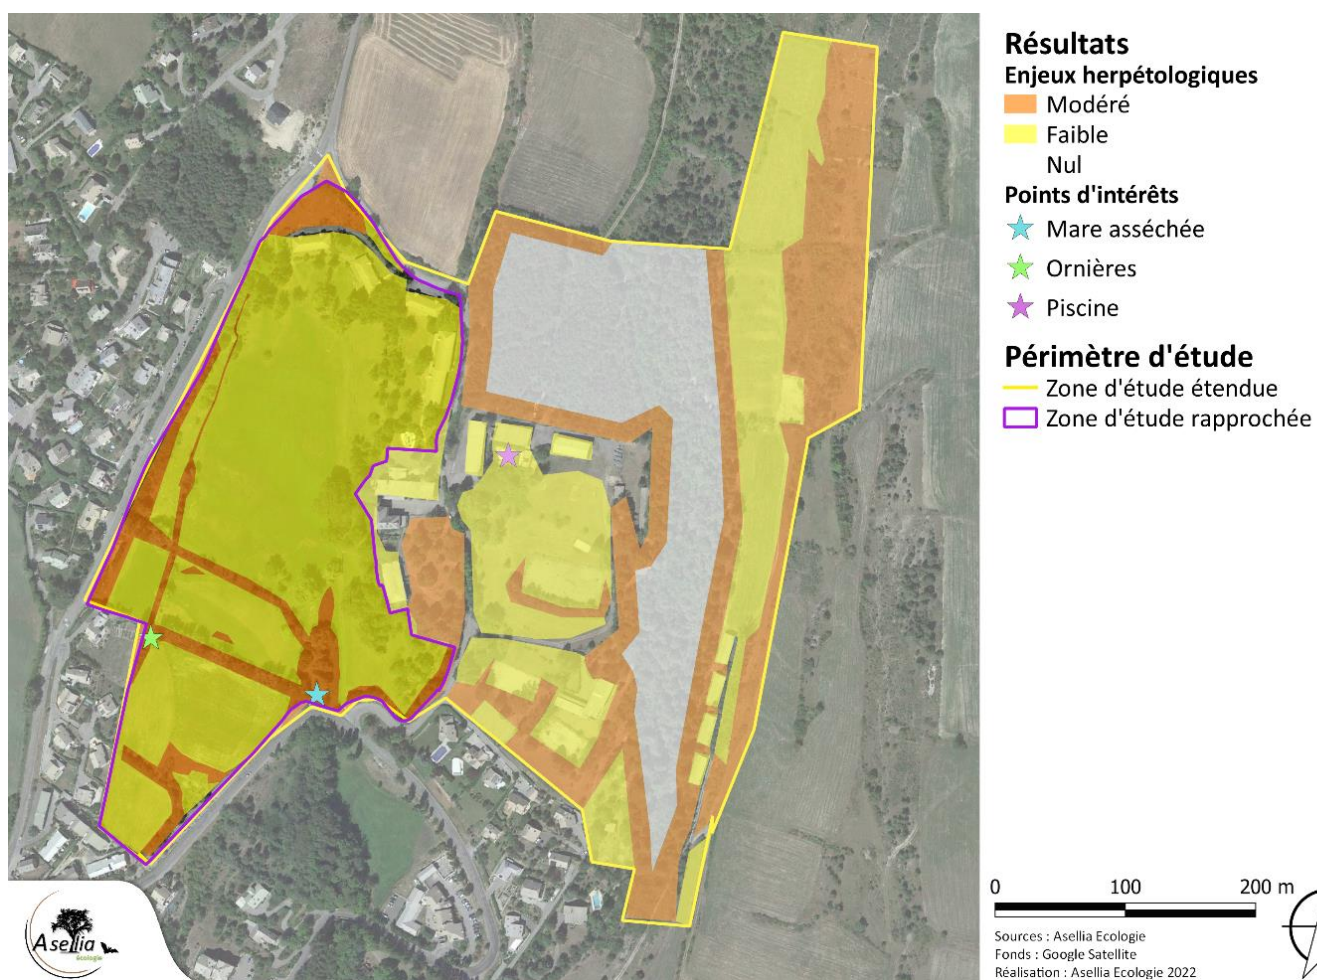 Résultats
Enjeux herpétologiques
Modéré
Faible
Nul
Points d'intérêts
Mare asséchée
Ornières
Piscine
Périmètre d'étude
Zone d'étude étendue
Zone d'étude rapprochée
0 100 200 m
Sources : Asellia Ecologie
Fonds : Google Satellite
Réalisation : Asellia Ecologie 2022
Asellia
écologie